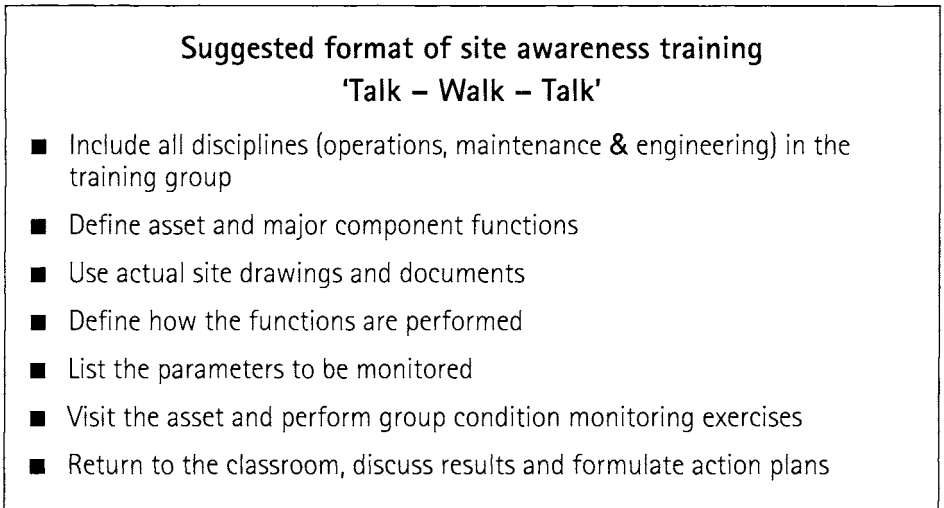 Suggested format of site awareness training
‘Talk – Walk – Talk’
■ Include all disciplines (operations, maintenance & engineering) in the
training group
■ Define asset and major component functions
■ Use actual site drawings and documents
■ Define how the functions are performed
■ List the parameters to be monitored
■ Visit the asset and perform group condition monitoring exercises
■ Return to the classroom, discuss results and formulate action plans